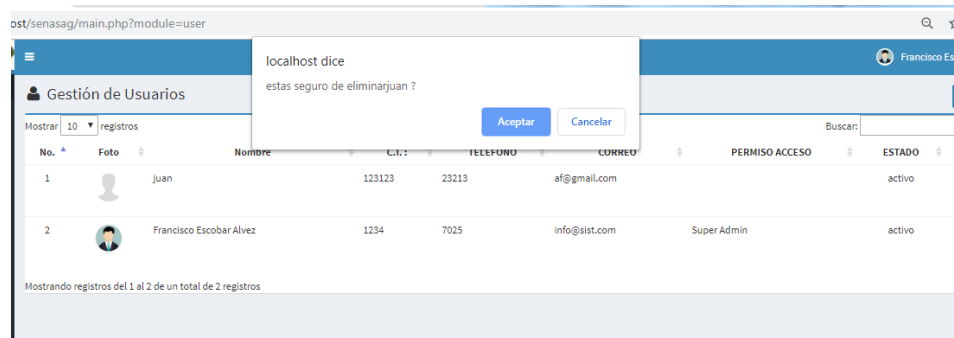 ost/senasag/main.php?module=user
localhost dice
estas seguro de eliminarjuan ?
Aceptar Cancelar
Francisco Es
Gestión de Usuarios
Mostrar 10 registros
Buscar:
No. Foto Nombre C.I. : TELEFONO CORREO PERMISO ACCESO ESTADO
1 juan 123123 23213 af@gmail.com activo
2 Francisco Escobar Alvez 1234 7025 info@sist.com Super Admin activo
Mostrando registros del 1 al 2 de un total de 2 registros